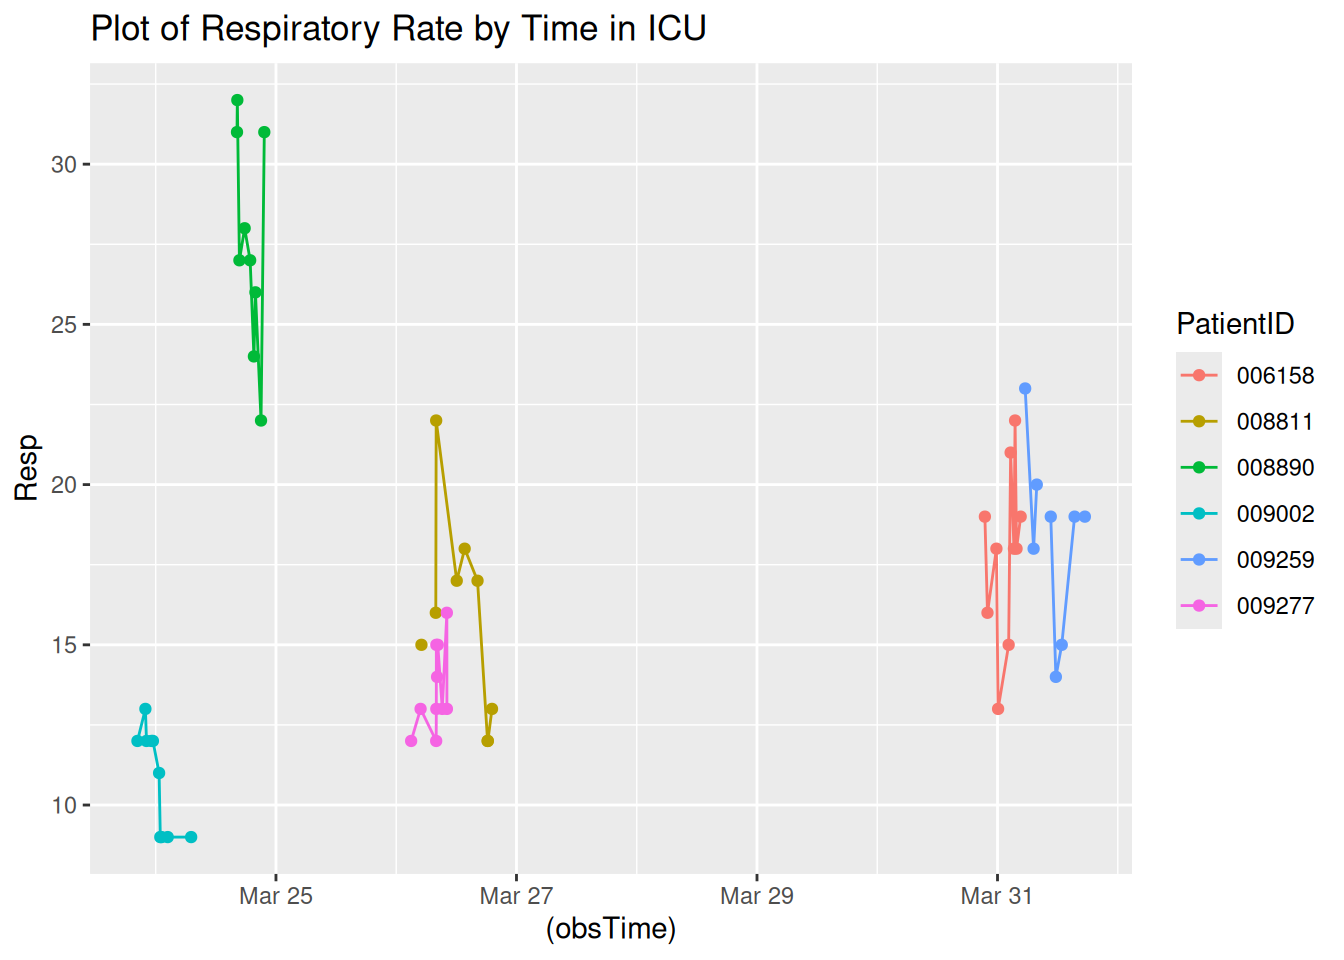 Plot of Respiratory Rate by Time in ICU
Resp
30
25
20
15
10
Mar 25 Mar 27 Mar 29 Mar 31
(obsTime)
PatientID
006158
008811
008890
009002
009259
009277